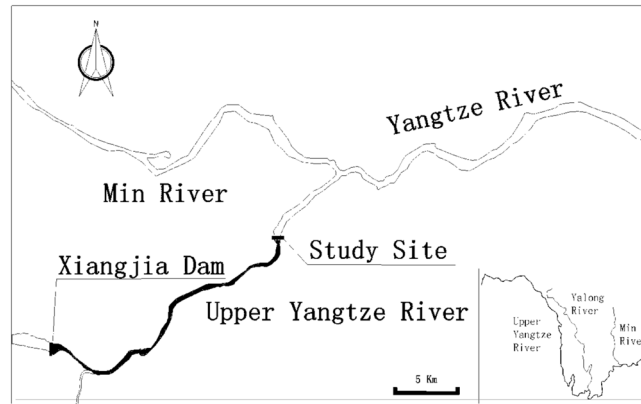 N
Yangtze River
Min River
Study Site
Xiangjia Dam
Upper Yangtze River
5 Km
Yalong
River
Upper
Yangtze
River
Min
Rive